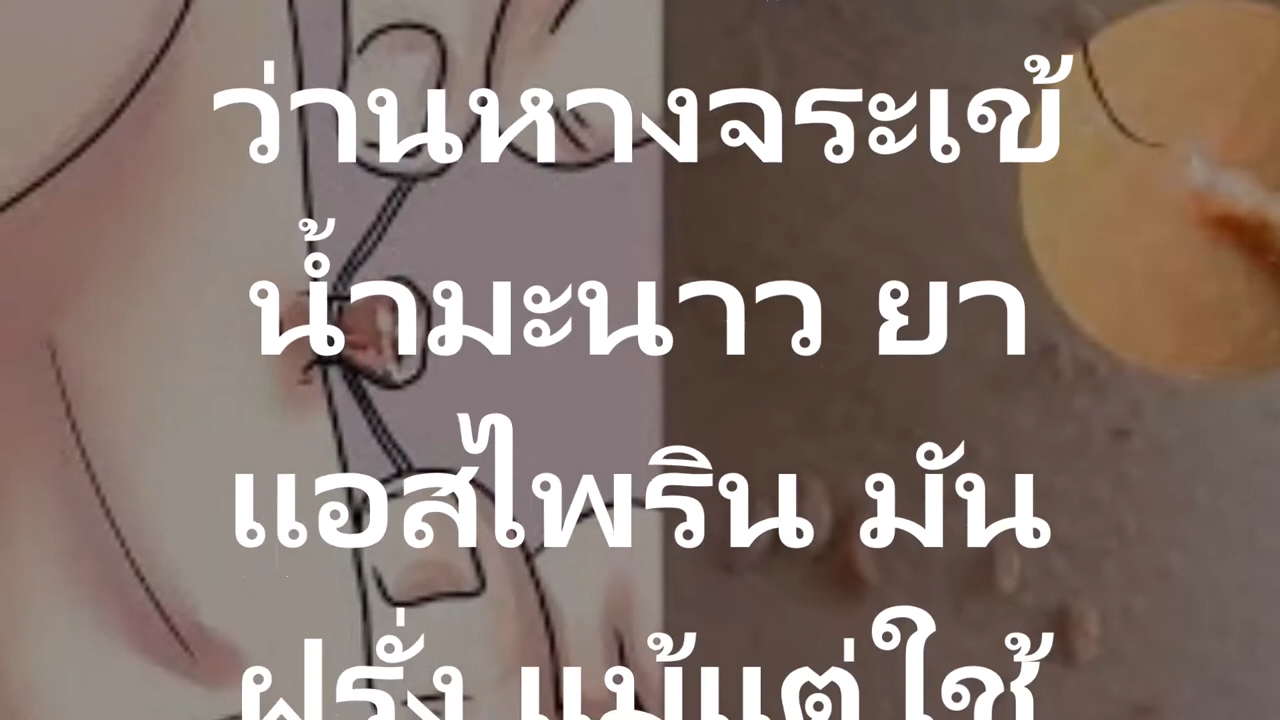 ว่านหางจระเข้
น้ำมะนาว ยา
แอสไพริน มัน
ฝรั่ง แม้แต่ใช้